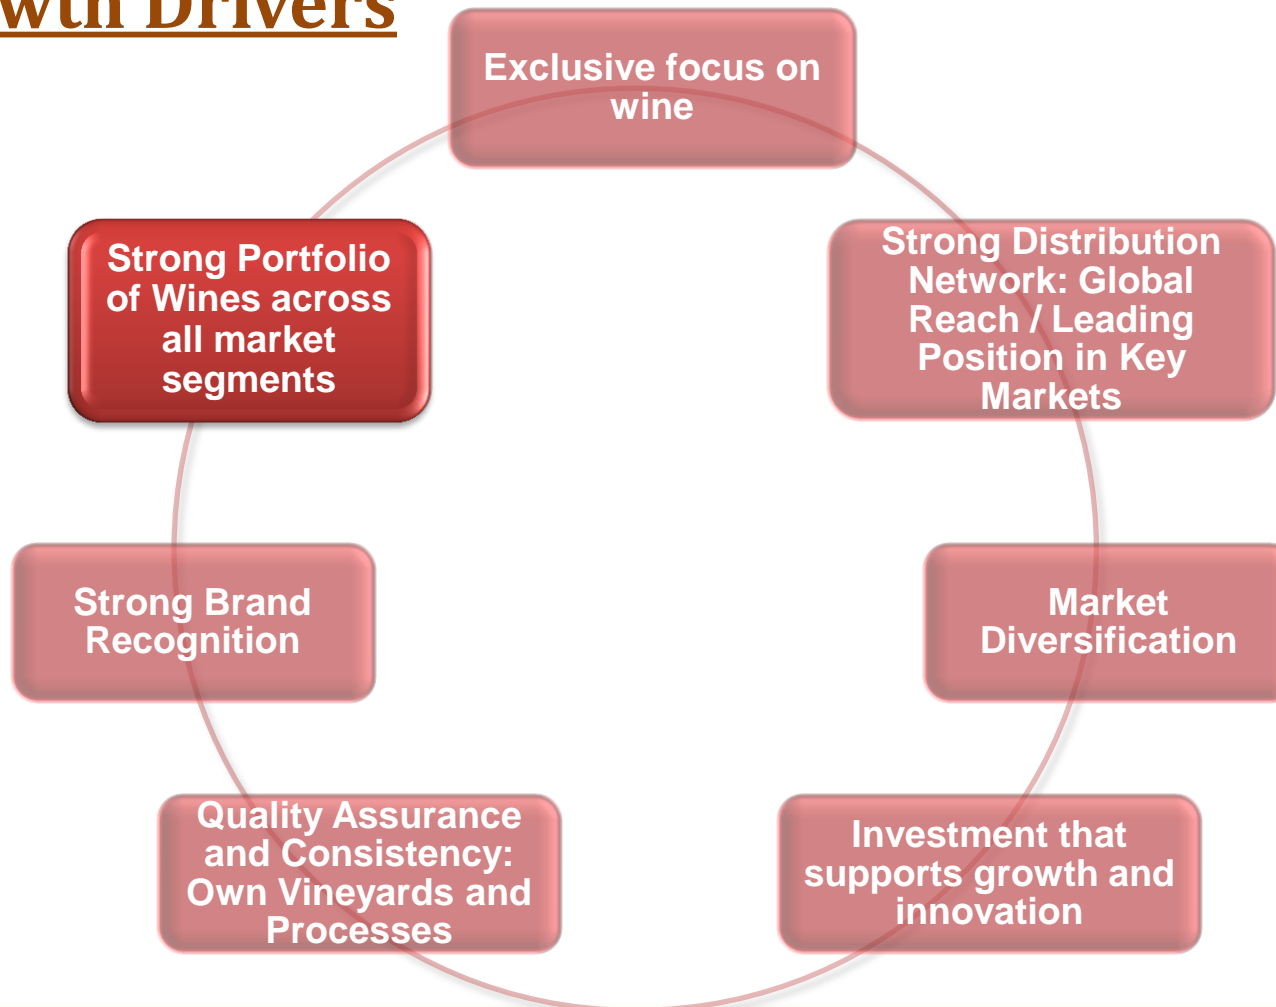 wth Drivers
Exclusive focus on
wine
Strong Distribution
Network: Global
Reach / Leading
Position in Key
Markets
Market
Diversification
Investment that
supports growth and
innovation
Quality Assurance
and Consistency:
Own Vineyards and
Processes
Strong Brand
Recognition
Strong Portfolio
of Wines across
all market
segments